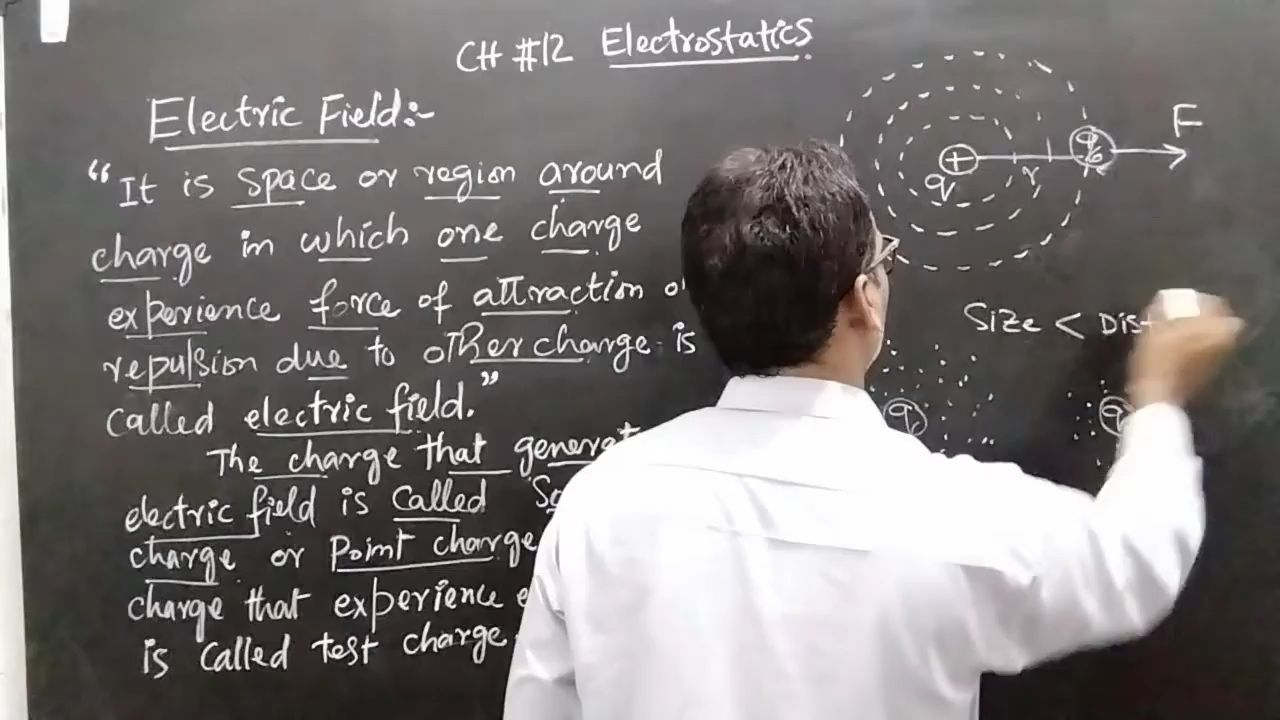 CH #12 Electrostatics
Electric Field:-
“It is space or region around
charge in which one charge
experience force of attraction
repulsion due to other charge is
called electric field.”
The charge that
electric field is called
charge or Point charge
charge that experience
is called test charge
F
+
q
r
q₀
Size <
q
q